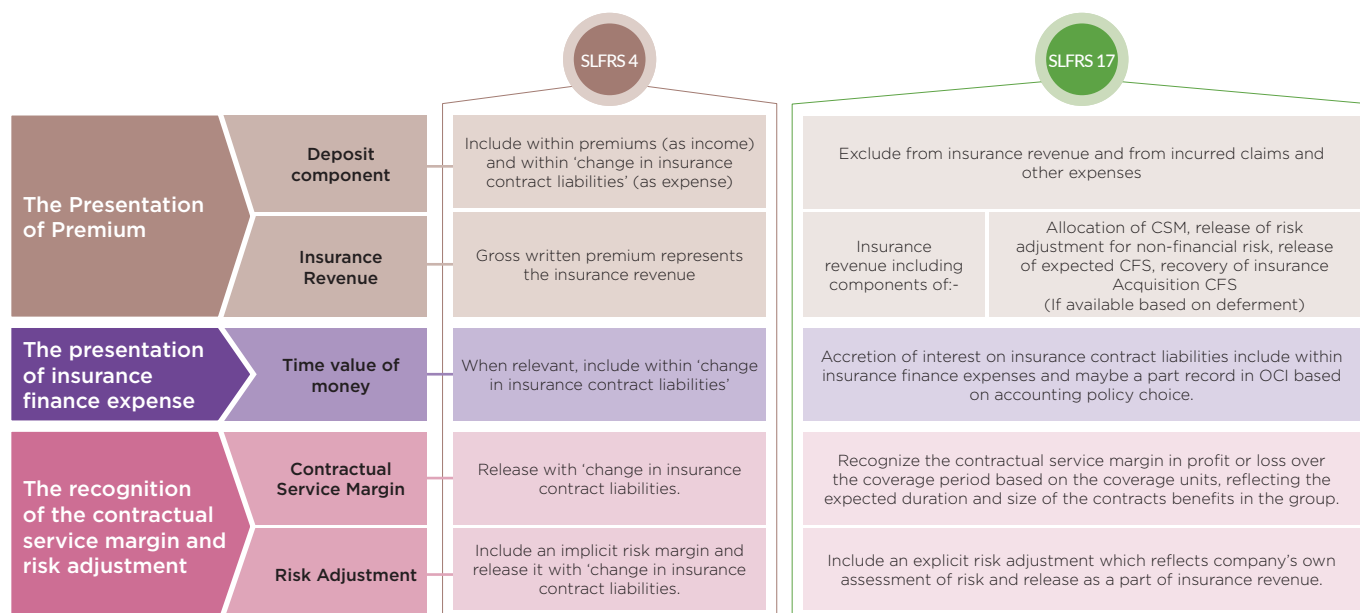 SLFRS 4
SLFRS 17
The Presentation
of Premium
Deposit
component
Include within premiums (as income)
and within ‘change in insurance
contract liabilities’ (as expense)
Exclude from insurance revenue and from incurred claims and
other expenses
Insurance
Revenue
Gross written premium represents
the insurance revenue
Insurance
revenue including
components of:-
Allocation of CSM, release of risk
adjustment for non-financial risk, release
of expected CFS, recovery of insurance
Acquisition CFS
(If available based on deferment)
The presentation
of insurance
finance expense
Time value of
money
When relevant, include within ‘change
in insurance contract liabilities’
Accretion of interest on insurance contract liabilities include within
insurance finance expenses and maybe a part record in OCI based
on accounting policy choice.
The recognition
of the contractual
service margin and
risk adjustment
Contractual
Service Margin
Release with ‘change in insurance
contract liabilities.
Recognize the contractual service margin in profit or loss over
the coverage period based on the coverage units, reflecting the
expected duration and size of the contracts benefits in the group.
Risk Adjustment
Include an implicit risk margin and
release it with ‘change in insurance
contract liabilities.
Include an explicit risk adjustment which reflects company’s own
assessment of risk and release as a part of insurance revenue.